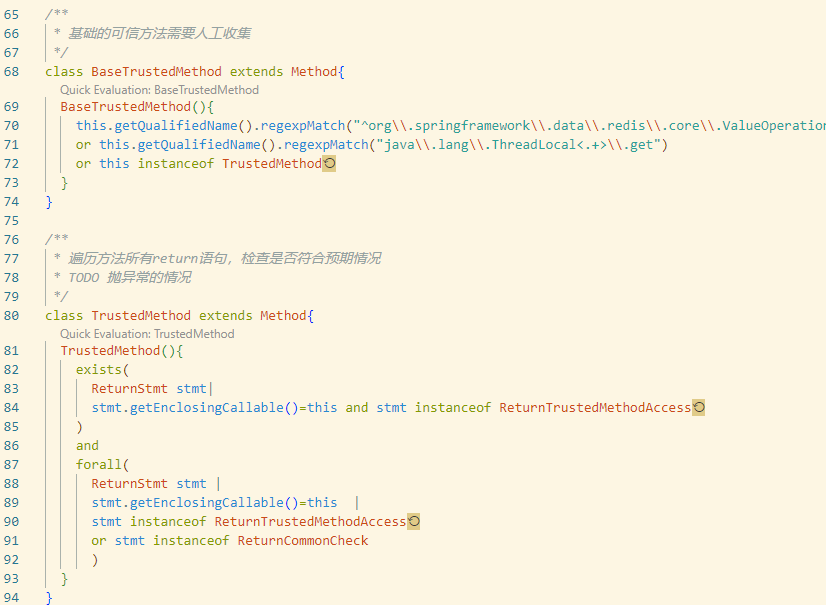 65 /**
66  * 基础的可信方法需要人工收集
67  */
68 class BaseTrustedMethod extends Method{
Quick Evaluation: BaseTrustedMethod
69   BaseTrustedMethod(){
70     this.getQualifiedName().regexpMatch("^org\\.springframework\\.data\\.redis\\.core\\.ValueOperation
71     or this.getQualifiedName().regexpMatch("java\\.lang\\.ThreadLocal<.+>\\.get")
72     or this instanceof TrustedMethod
73   }
74 }
75
76 /**
77  * 遍历方法所有return语句，检查是否符合预期情况
78  * TODO 抛异常的情况
79  */
80 class TrustedMethod extends Method{
Quick Evaluation: TrustedMethod
81   TrustedMethod(){
82     exists(
83       ReturnStmt stmt|
84       stmt.getEnclosingCallable()=this and stmt instanceof ReturnTrustedMethodAccess
85     )
86     and
87     forall(
88       ReturnStmt stmt |
89       stmt.getEnclosingCallable()=this  |
90       stmt instanceof ReturnTrustedMethodAccess
91       or stmt instanceof ReturnCommonCheck
92       )
93   }
94 }